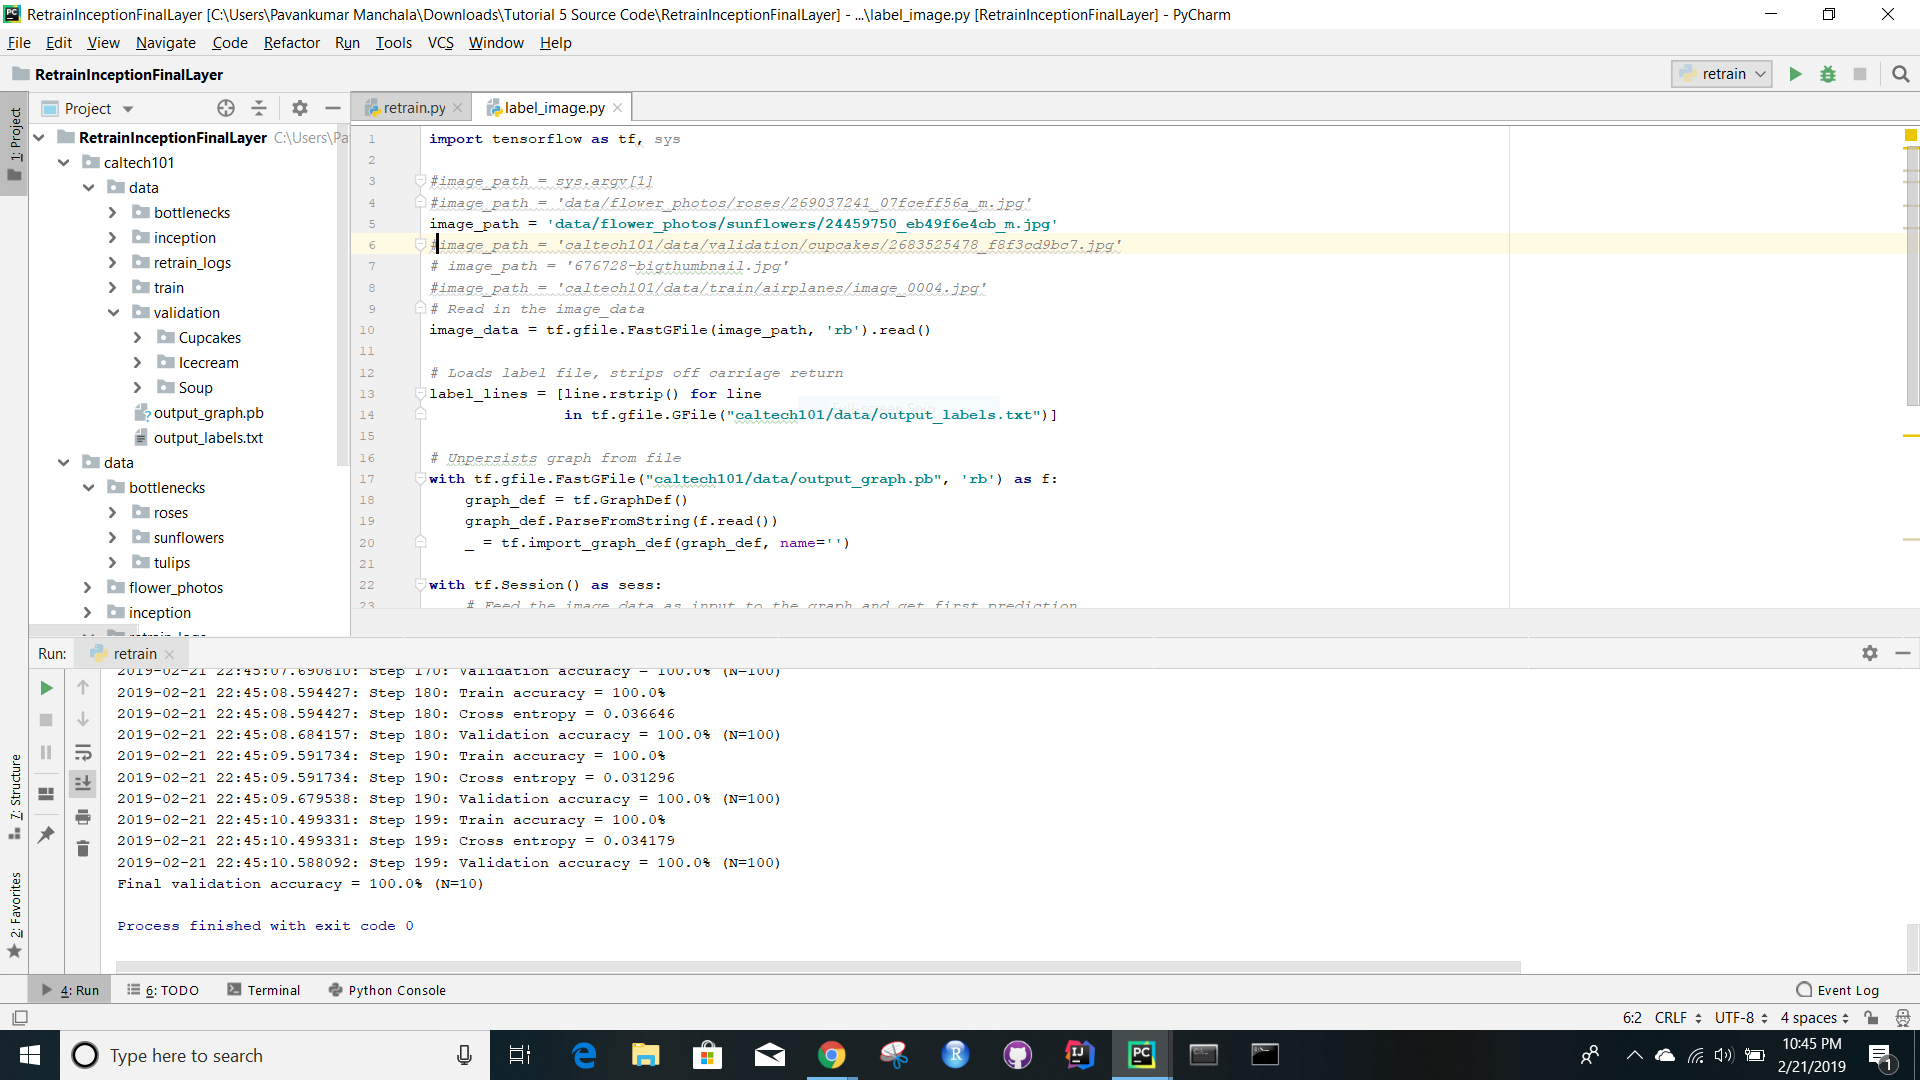 RetrainInceptionFinalLayer [C:\Users\Pavankumar Manchala\Downloads\Tutorial 5 Source Code\RetrainInceptionFinalLayer] - ...\label_image.py [RetrainInceptionFinalLayer] - PyCharm
File Edit View Navigate Code Refactor Run Tools VCS Window Help
RetrainInceptionFinalLayer
retrain
Project
retrain.py
label_image.py
1: Project
RetrainInceptionFinalLayer C:\Users\Pa
caltech101
data
bottlenecks
inception
retrain_logs
train
validation
Cupcakes
Icecream
Soup
output_graph.pb
output_labels.txt
data
bottlenecks
roses
sunflowers
tulips
flower_photos
inception
retrain_logs
1 import tensorflow as tf, sys
2
3 #image_path = sys.argv[1]
4 #image_path = 'data/flower_photos/roses/269037241_07fceff56a_m.jpg'
5 image_path = 'data/flower_photos/sunflowers/24459750_eb49f6e4cb_m.jpg'
6 #image_path = 'caltech101/data/validation/cupcakes/2683525478_f8f3cd9bc7.jpg'
7 # image_path = '676728-bigthumbnail.jpg'
8 #image_path = 'caltech101/data/train/airplanes/image_0004.jpg'
9 # Read in the image_data
10 image_data = tf.gfile.FastGFile(image_path, 'rb').read()
11
12 # Loads label file, strips off carriage return
13 label_lines = [line.rstrip() for line
14 in tf.gfile.GFile("caltech101/data/output_labels.txt")]
15
16 # Unpersists graph from file
17 with tf.gfile.FastGFile("caltech101/data/output_graph.pb", 'rb') as f:
18 graph_def = tf.GraphDef()
19 graph_def.ParseFromString(f.read())
20 _ = tf.import_graph_def(graph_def, name='')
21
22 with tf.Session() as sess:
23 # Feed the image data as input to the graph and get first prediction
Run: retrain
2019-02-21 22:45:07.690810: Step 170: Validation accuracy = 100.0% (N=100)
2019-02-21 22:45:08.594427: Step 180: Train accuracy = 100.0%
2019-02-21 22:45:08.594427: Step 180: Cross entropy = 0.036646
2019-02-21 22:45:08.684157: Step 180: Validation accuracy = 100.0% (N=100)
2019-02-21 22:45:09.591734: Step 190: Train accuracy = 100.0%
2019-02-21 22:45:09.591734: Step 190: Cross entropy = 0.031296
2019-02-21 22:45:09.679538: Step 190: Validation accuracy = 100.0% (N=100)
2019-02-21 22:45:10.499331: Step 199: Train accuracy = 100.0%
2019-02-21 22:45:10.499331: Step 199: Cross entropy = 0.034179
2019-02-21 22:45:10.588092: Step 199: Validation accuracy = 100.0% (N=100)
Final validation accuracy = 100.0% (N=10)
Process finished with exit code 0
7: Structure
2: Favorites
4: Run 6: TODO Terminal Python Console Event Log
6:2 CRLF UTF-8 4 spaces
Type here to search
10:45 PM
2/21/2019
1